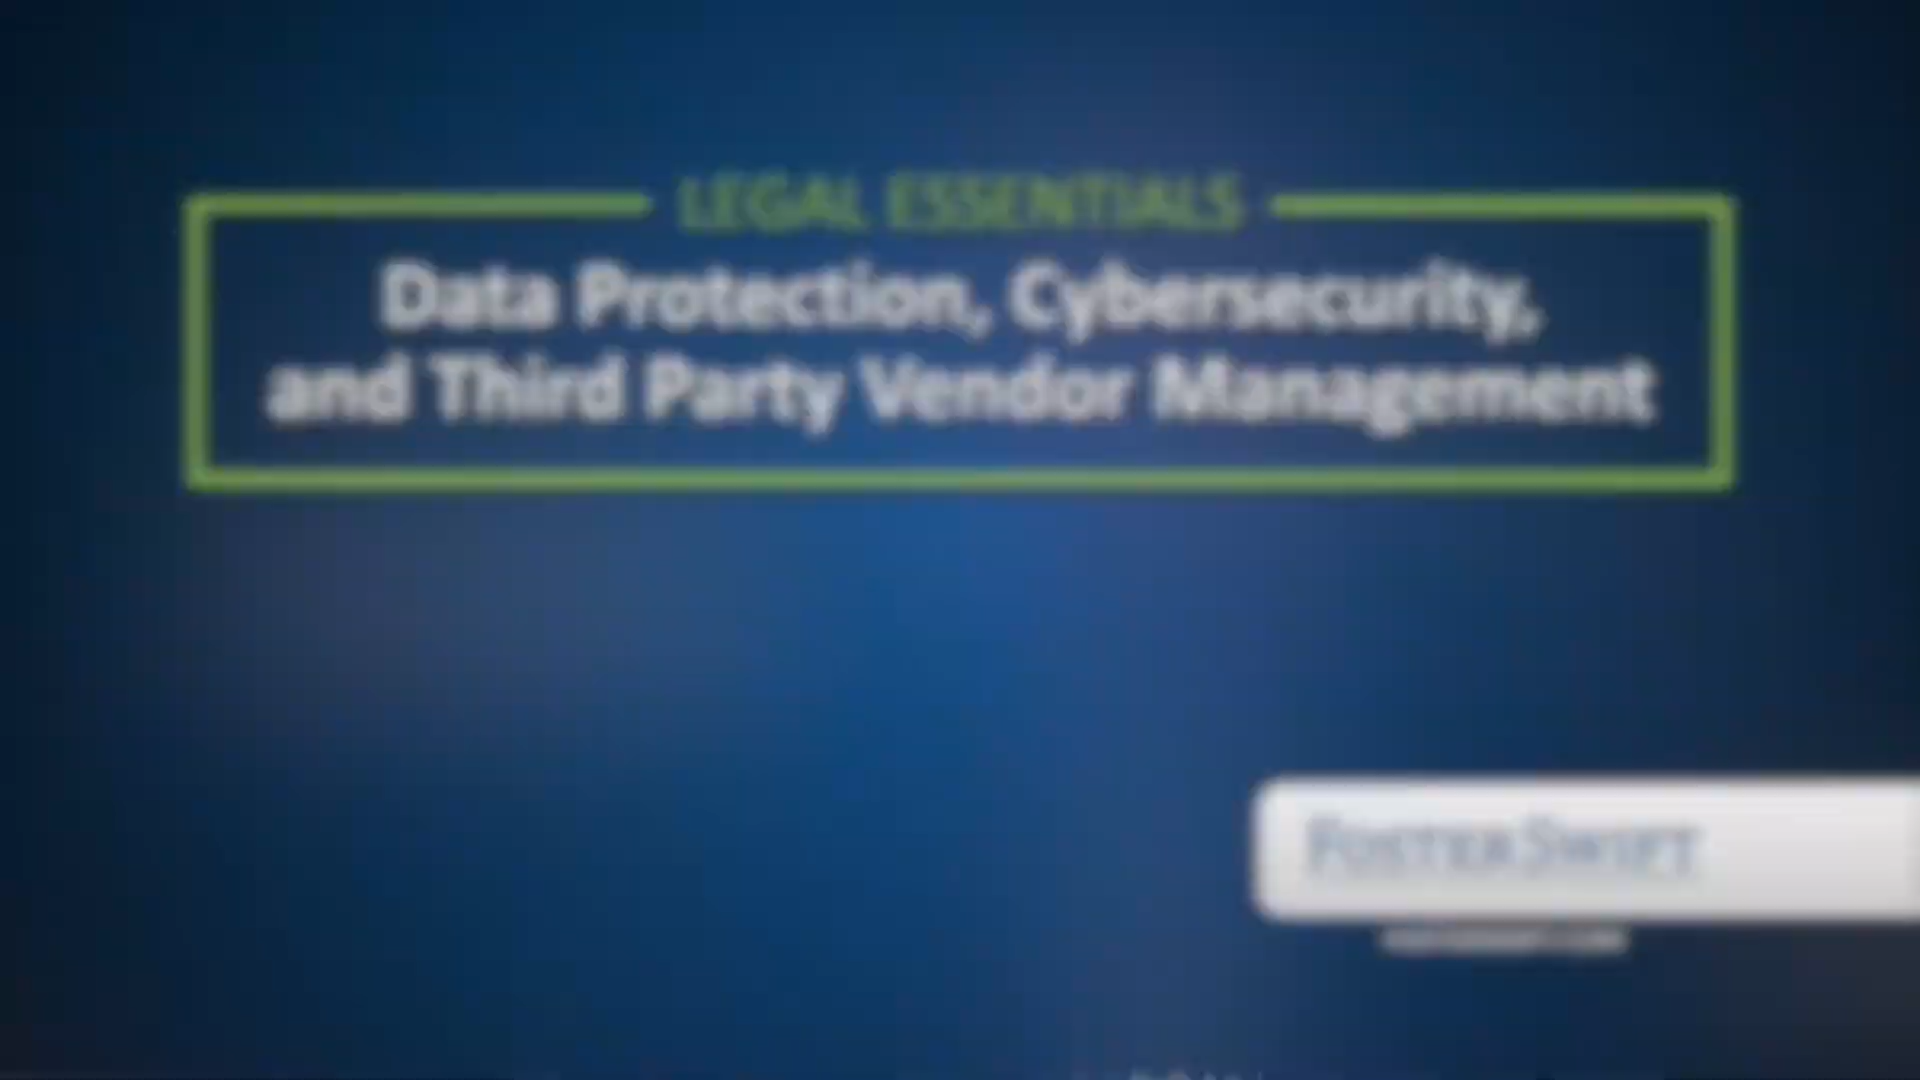 LEGAL ESSENTIALS
Data Protection, Cybersecurity,
and Third Party Vendor Management
FOSTER SWIFT